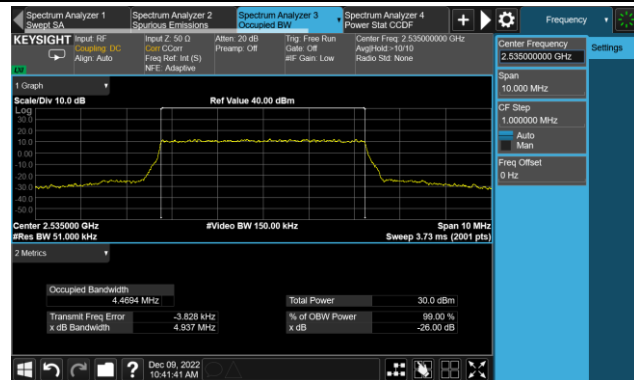 Spectrum Analyzer 1
Swept SA
Spectrum Analyzer 2
Spurious Emissions
Spectrum Analyzer 3
Occupied BW
Spectrum Analyzer 4
Power Stat CCDF
Frequency
KEYSIGHT
Input: RF
Coupling: DC
Align: Auto
Input Z: 50 Ω
Corr CCorr
Freq Ref: Int (S)
NFE: Adaptive
Atten: 20 dB
Preamp: Off
Trig: Free Run
Gate: Off
#IF Gain: Low
Center Freq: 2.535000000 GHz
Avg|Hold:>10/10
Radio Std: None
Center Frequency
2.535000000 GHz
Settings
Span
10.000 MHz
CF Step
1.000000 MHz
Auto
Man
Freq Offset
0 Hz
1 Graph
Scale/Div 10.0 dB
Ref Value 40.00 dBm
Log
30.0
20.0
10.0
0.00
-10.0
-20.0
-30.0
-40.0
-50.0
Center 2.535000 GHz
#Video BW 150.00 kHz
Span 10 MHz
#Res BW 51.000 kHz
Sweep 3.73 ms (2001 pts)
2 Metrics
Occupied Bandwidth
4.4694 MHz
Total Power
30.0 dBm
Transmit Freq Error
-3.828 kHz
% of OBW Power
99.00 %
x dB Bandwidth
4.937 MHz
x dB
-26.00 dB
?
Dec 09, 2022
10:41:41 AM